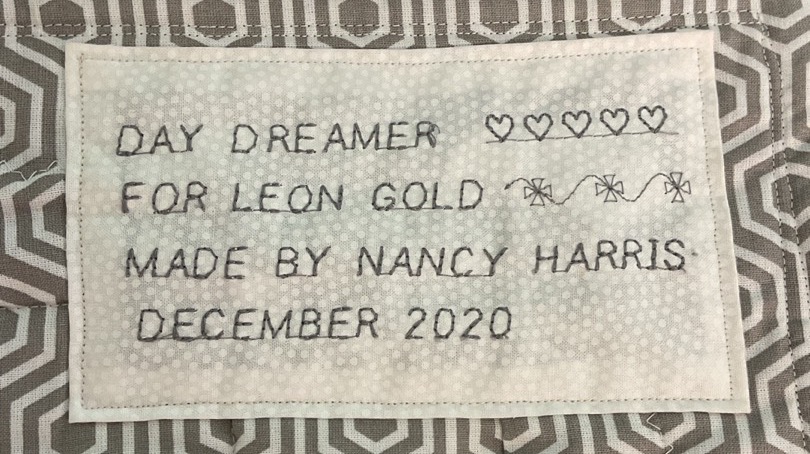 DAY DREAMER
FOR LEON GOLD
MADE BY NANCY HARRIS
DECEMBER 2020